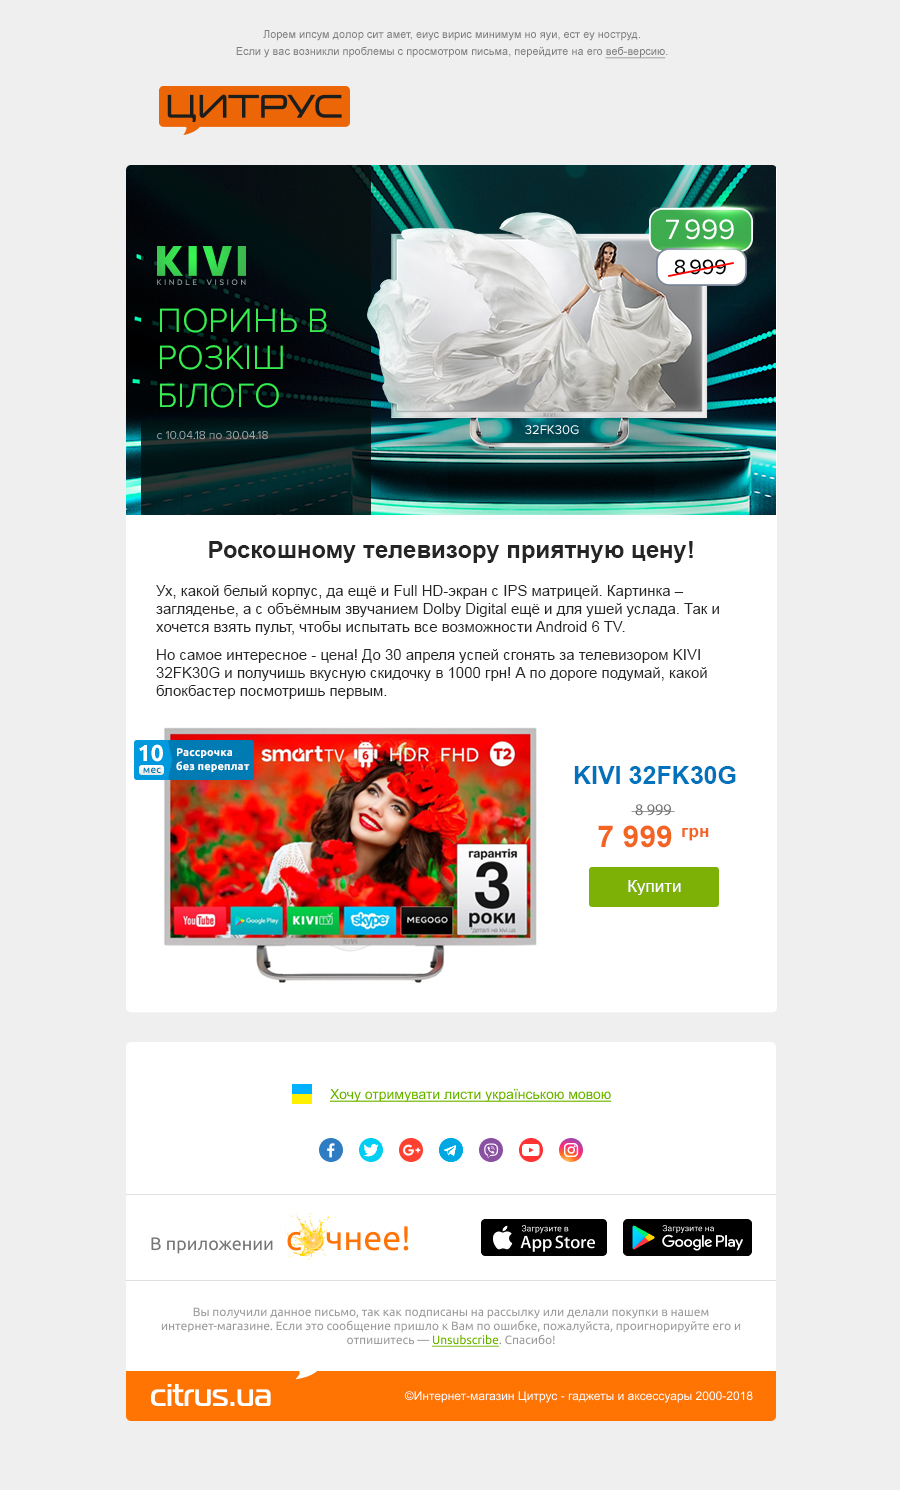 Лорем ипсум долор сит амет, еиус вирис минимум но яуи, ест еу ноструд.
Если у вас возникли проблемы с просмотром письма, перейдите на его веб-версию.
ЦИТРУС
KIVI
KINDLE VISION
ПОРИНЬ В
РОЗКІШ
БІЛОГО
с 10.04.18 по 30.04.18
7 999
8 999
KIVI
32FK30G
Роскошному телевизору приятную цену!
Ух, какой белый корпус, да ещё и Full HD-экран с IPS матрицей. Картинка –
загляденье, а с объёмным звучанием Dolby Digital ещё и для ушей услада. Так и
хочется взять пульт, чтобы испытать все возможности Android 6 TV.
Но самое интересное - цена! До 30 апреля успей сгонять за телевизором KIVI
32FK30G и получишь вкусную скидочку в 1000 грн! А по дороге подумай, какой
блокбастер посмотришь первым.
10
мес
Рассрочка
без переплат
smart TV 6 HDR FHD T2
гарантія
3
роки
*деталі на kivi.ua
YouTube Google Play KIVI TV skype MEGOGO
KIVI
KIVI 32FK30G
8 999
7 999 грн
Купити
Хочу отримувати листи українською мовою
В приложении сочнее!
Загрузите в
App Store
Загрузите на
Google Play
Вы получили данное письмо, так как подписаны на рассылку или делали покупки в нашем
интернет-магазине. Если это сообщение пришло к Вам по ошибке, пожалуйста, проигнорируйте его и
отпишитесь — Unsubscribe. Спасибо!
citrus.ua
©Интернет-магазин Цитрус - гаджеты и аксессуары 2000-2018